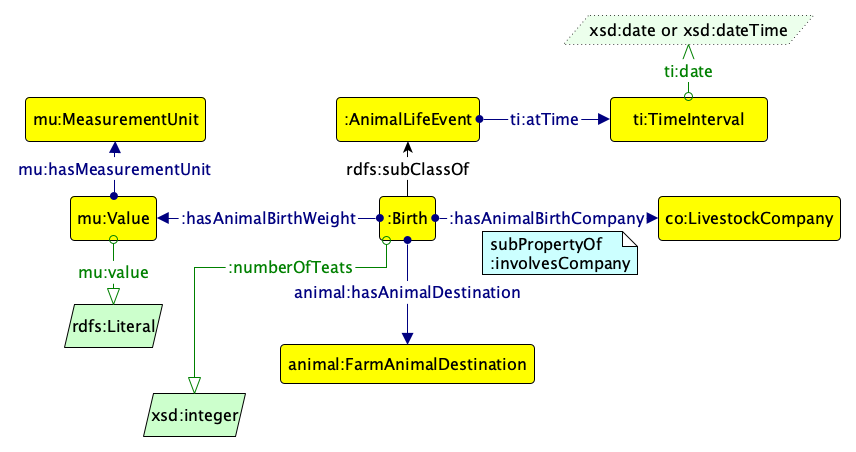 xsd:date or xsd:dateTime
ti:date
mu:MeasurementUnit
:AnimalLifeEvent
ti:atTime
ti:TimeInterval
mu:hasMeasurementUnit
rdfs:subClassOf
mu:Value
:hasAnimalBirthWeight
:Birth
:hasAnimalBirthCompany
co:LivestockCompany
subPropertyOf
:involvesCompany
mu:value
:numberOfTeats
animal:hasAnimalDestination
rdfs:Literal
animal:FarmAnimalDestination
xsd:integer